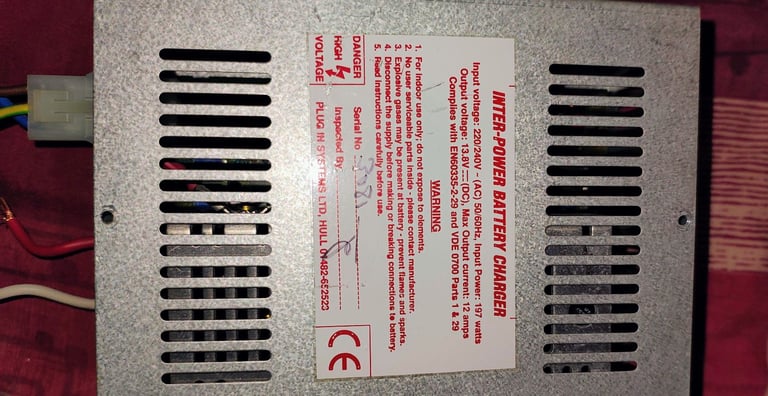 INTER-POWER BATTERY CHARGER
Input voltage: 220/240V ~ (AC) 50/60Hz, Input Power: 197 watts
Output voltage: 13.8V ⎓ (DC), Max Output current: 12 amps
Complies with EN60335-2-29 and VDE 0700 Parts 1 & 29
WARNING
1. For indoor use only; do not expose to elements.
2. No user serviceable parts inside - please contact manufacturer.
3. Explosive gases may be present at battery - prevent flames and sparks.
4. Disconnect the supply before making or breaking connections to battery.
5. Read instructions carefully before use.
DANGER
HIGH
VOLTAGE
Serial No
Inspected By
PLUG IN SYSTEMS LTD, HULL 01482-652523
CE